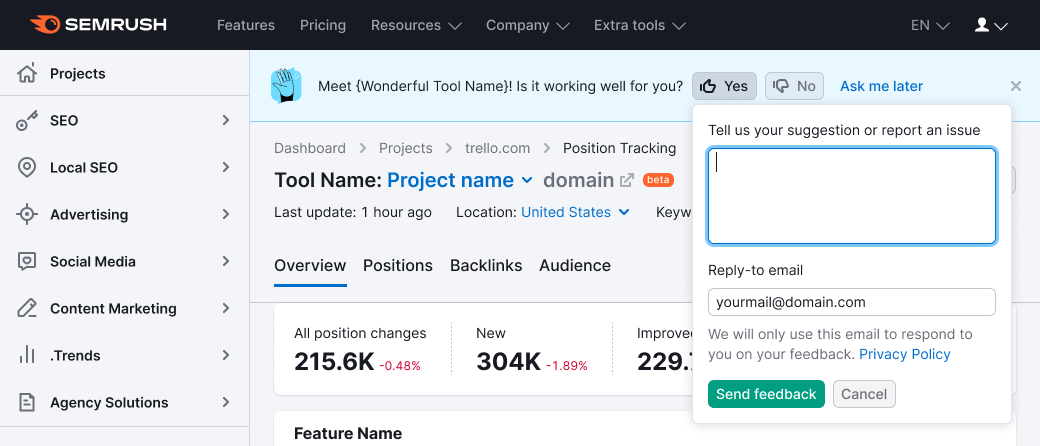 SEMRUSH
Features
Pricing
Resources
Company
Extra tools
EN
Projects
SEO
Local SEO
Advertising
Social Media
Content Marketing
.Trends
Agency Solutions
Meet {Wonderful Tool Name}! Is it working well for you?
Yes
No
Ask me later
Dashboard > Projects > trello.com > Position Tracking
Tool Name: Project name domain beta
Last update: 1 hour ago
Location: United States
Keyw
Overview
Positions
Backlinks
Audience
All position changes
215.6K -0.48%
New
304K -1.89%
Improve
229.
Feature Name
Tell us your suggestion or report an issue
Reply-to email
yourmail@domain.com
We will only use this email to respond to
you on your feedback. Privacy Policy
Send feedback
Cancel